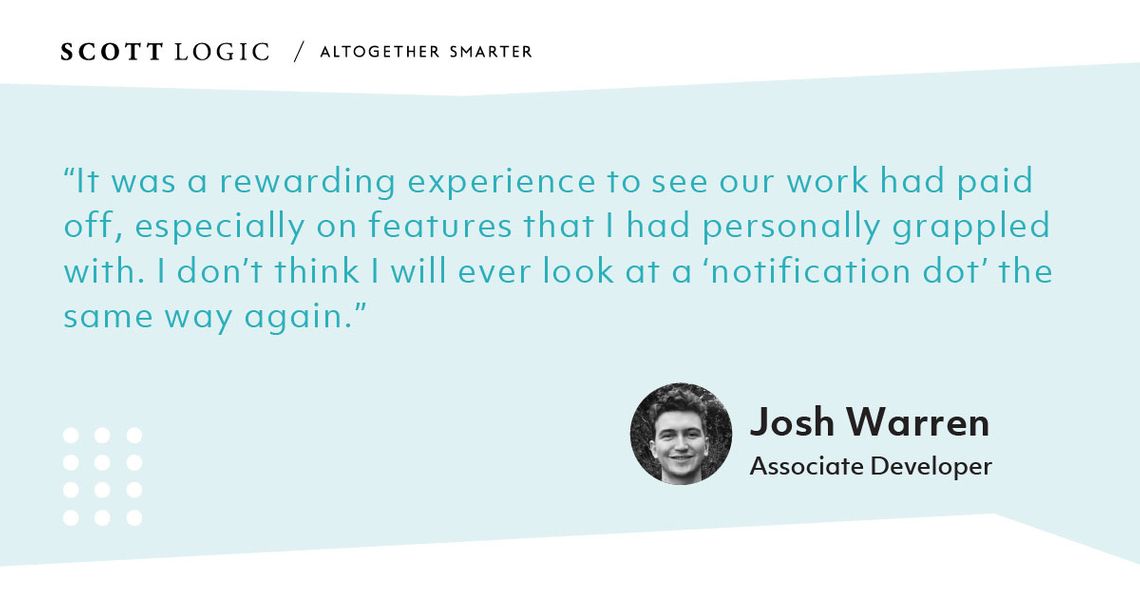 SCOTT LOGIC / ALTOGETHER SMARTER
“It was a rewarding experience to see our work had paid
off, especially on features that I had personally grappled
with. I don’t think I will ever look at a ‘notification dot’ the
same way again.”
Josh Warren
Associate Developer